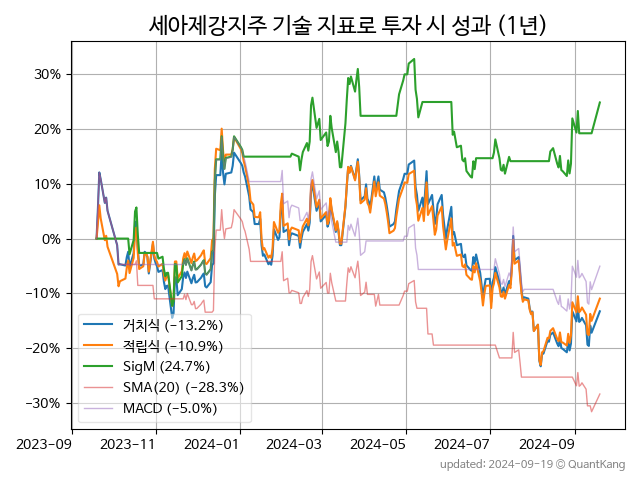 세아제강지주 기술 지표로 투자 시 성과 (1년)
30%
20%
10%
0%
−10%
−20%
−30%
거치식 (−13.2%)
적립식 (−10.9%)
SigM (24.7%)
SMA(20) (−28.3%)
MACD (−5.0%)
2023-09
2023-11
2024-01
2024-03
2024-05
2024-07
2024-09
updated: 2024-09-19 @ QuantKang